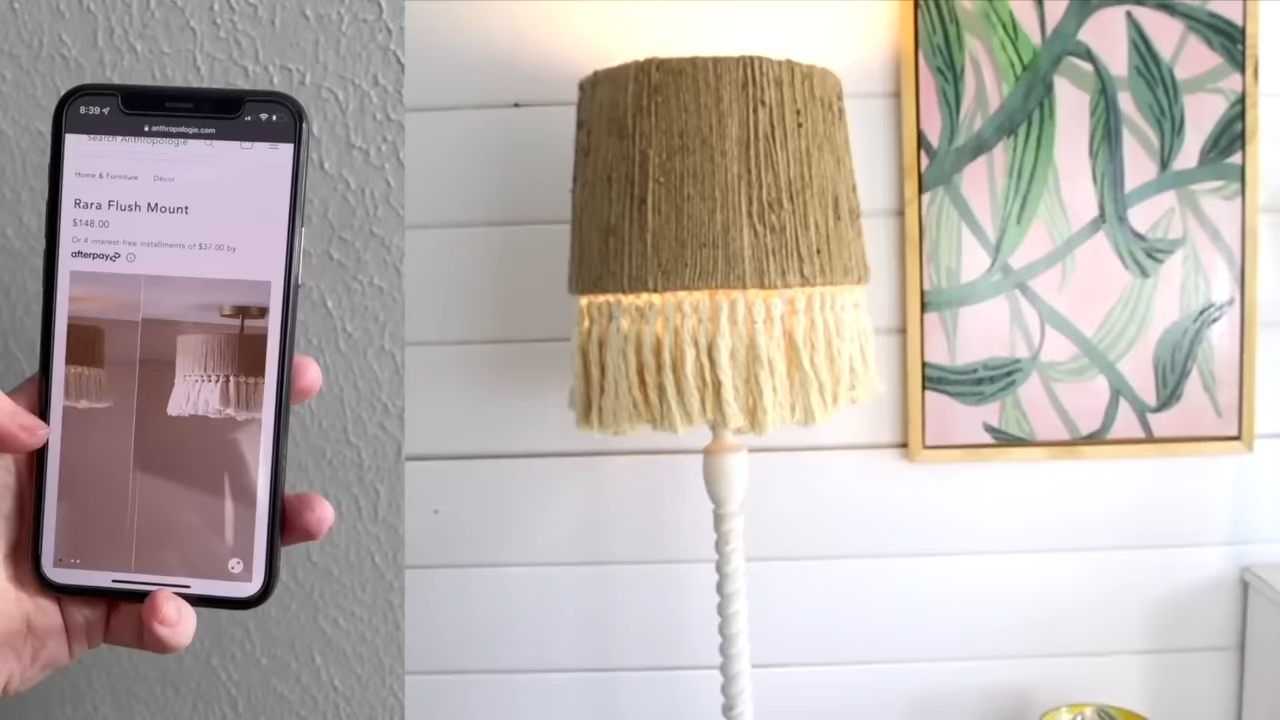 8:39
anthropologie.com
Search Anthropologie
Home & Furniture Décor
Rara Flush Mount
$148.00
Or 4 interest-free installments of $37.00 by
afterpay